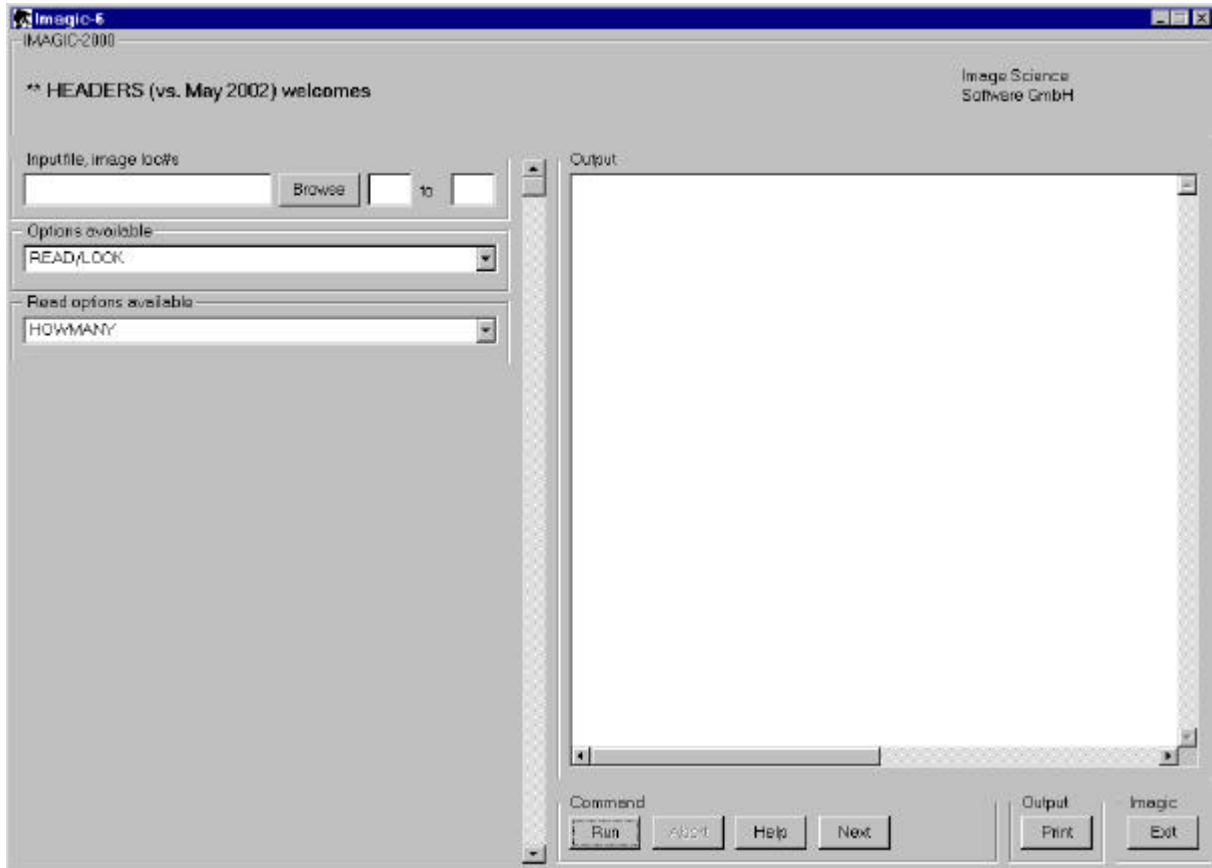 Imagic-5
IMAGIC-2000
** HEADERS (vs. May 2002) welcomes
Image Science
Software GmbH
Inputfile, image loc#s
Browse to
Options available
READ/LOOK
Read options available
HOWMANY
Output
Command
Run Abort Help Next
Output
Print
Imagic
Exit